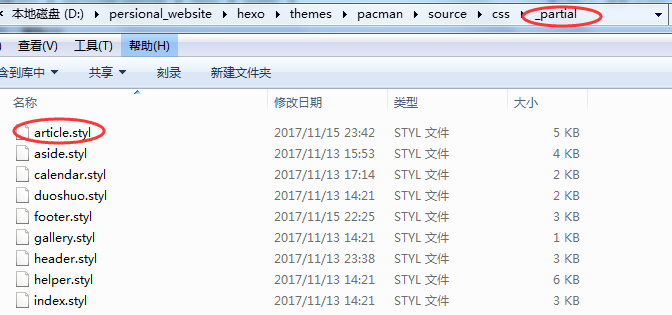 本地磁盘 (D:) persional_website hexo themes pacman source css _partial
查看(V) 工具(T) 帮助(H)
含到库中 共享 刻录 新建文件夹
名称 修改日期 类型 大小
article.styl 2017/11/15 23:42 STYL 文件 5 KB
aside.styl 2017/11/13 15:53 STYL 文件 4 KB
calendar.styl 2017/11/13 17:14 STYL 文件 2 KB
duoshuo.styl 2017/11/13 14:21 STYL 文件 2 KB
footer.styl 2017/11/15 22:25 STYL 文件 3 KB
gallery.styl 2017/11/13 14:21 STYL 文件 1 KB
header.styl 2017/11/13 23:38 STYL 文件 3 KB
helper.styl 2017/11/13 14:21 STYL 文件 6 KB
index.styl 2017/11/13 14:21 STYL 文件 3 KB